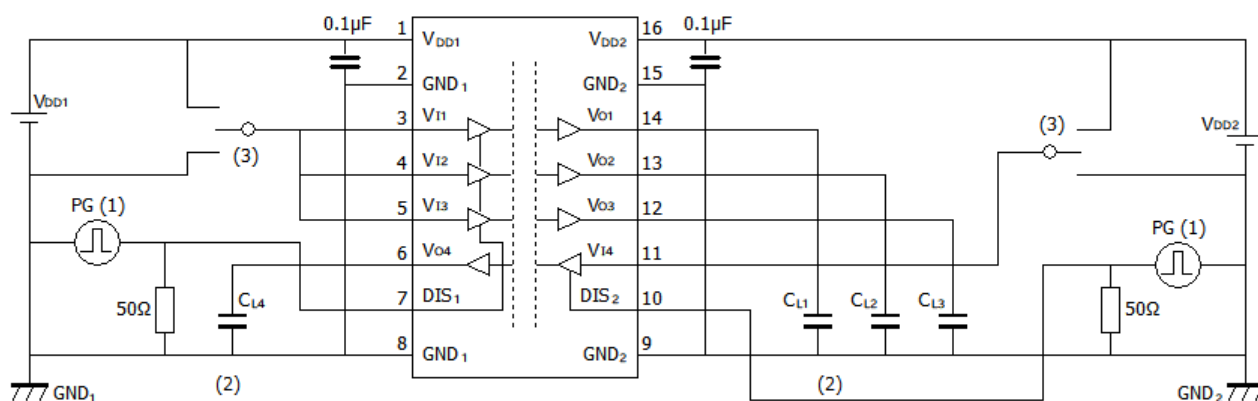 0.1μF 1 16 0.1μF
VDD1 VDD2
2 15
GND1 GND2
VDD1
3 VI1 VO1 14
(3) (3)
VDD2
4 VI2 VO2 13
5 VI3 VO3 12
PG (1) PG (1)
6 VO4 VI4 11
7 DIS1 DIS2 10
50Ω CL4 CL1 CL2 CL3 50Ω
8 GND1 GND2 9
GND1 (2) (2) GND2